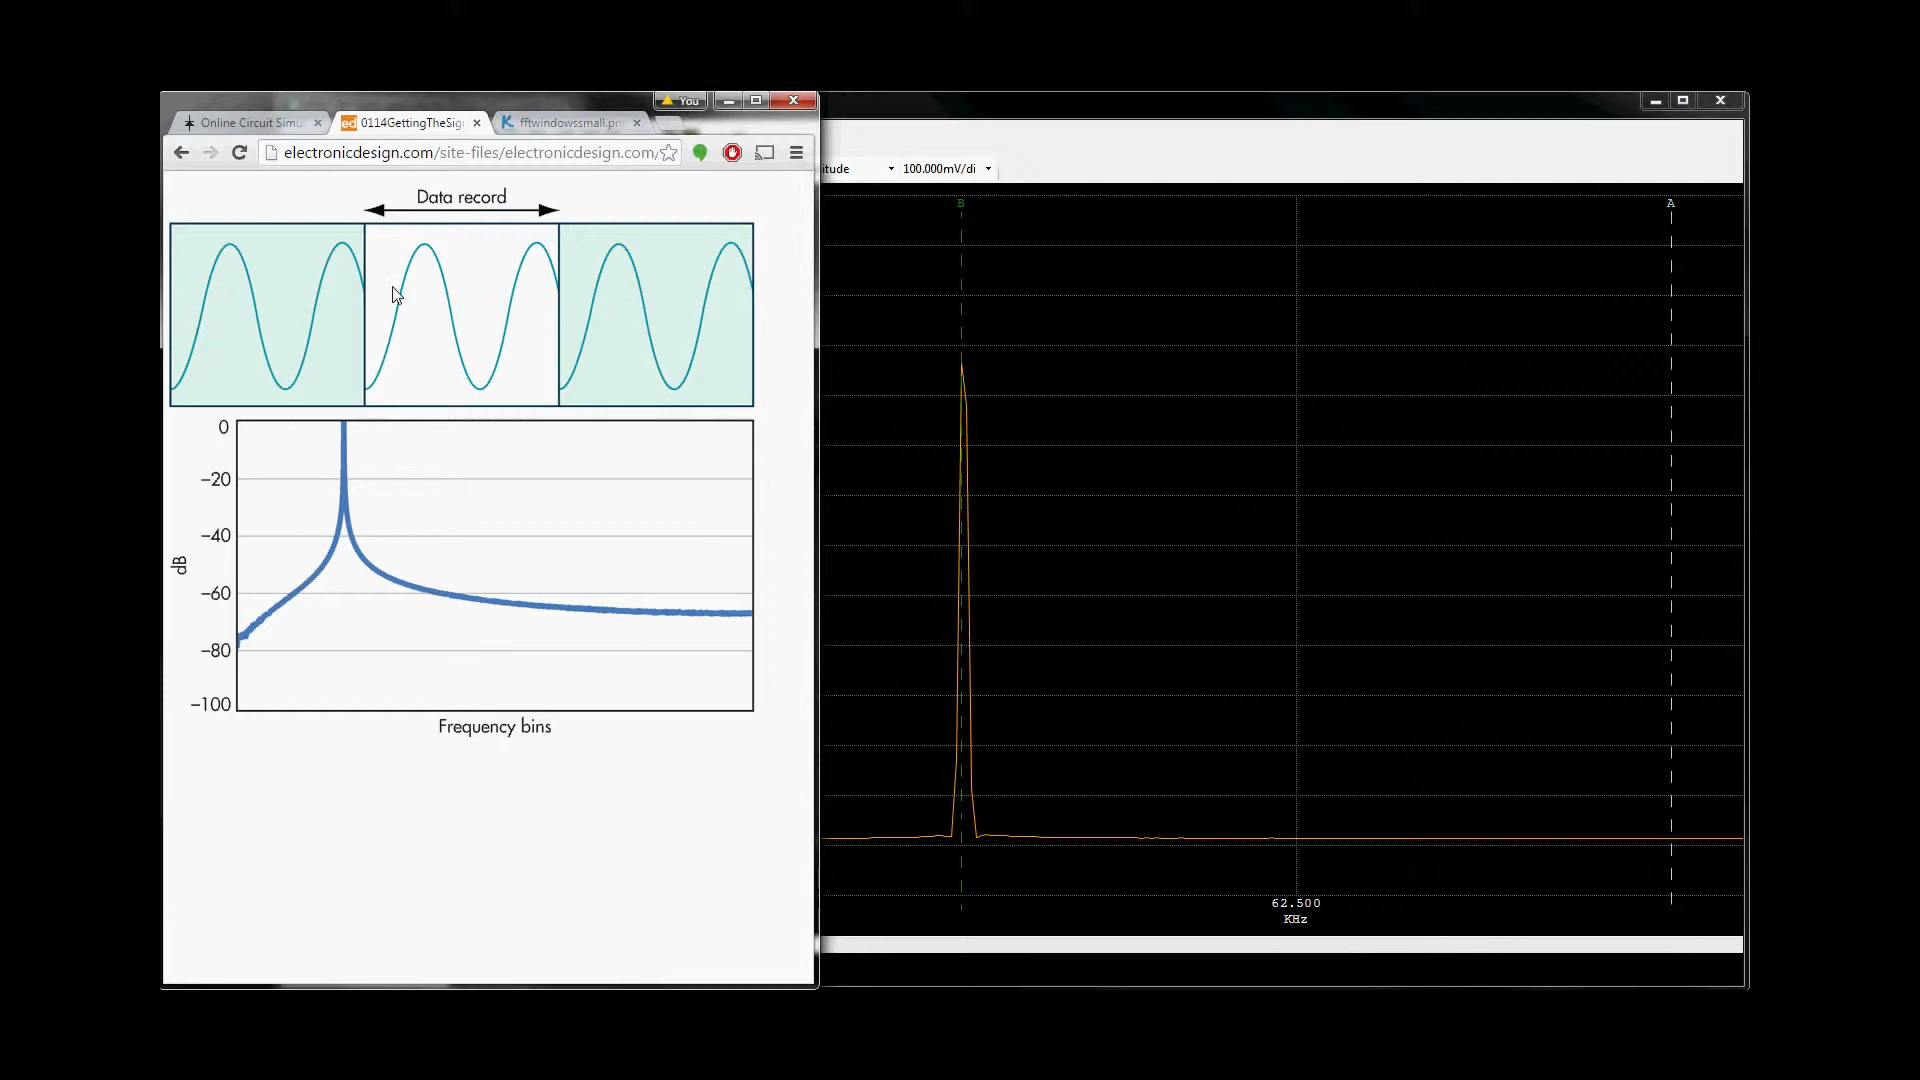 You
Online Circuit Simu
0114GettingTheSig
fftwindowssmall.pn
electronicdesign.com/site-files/electronicdesign.com/
itude
100.000mV/di
Data record
B
A
0
−20
−40
dB
−60
−80
−100
Frequency bins
62.500
KHz